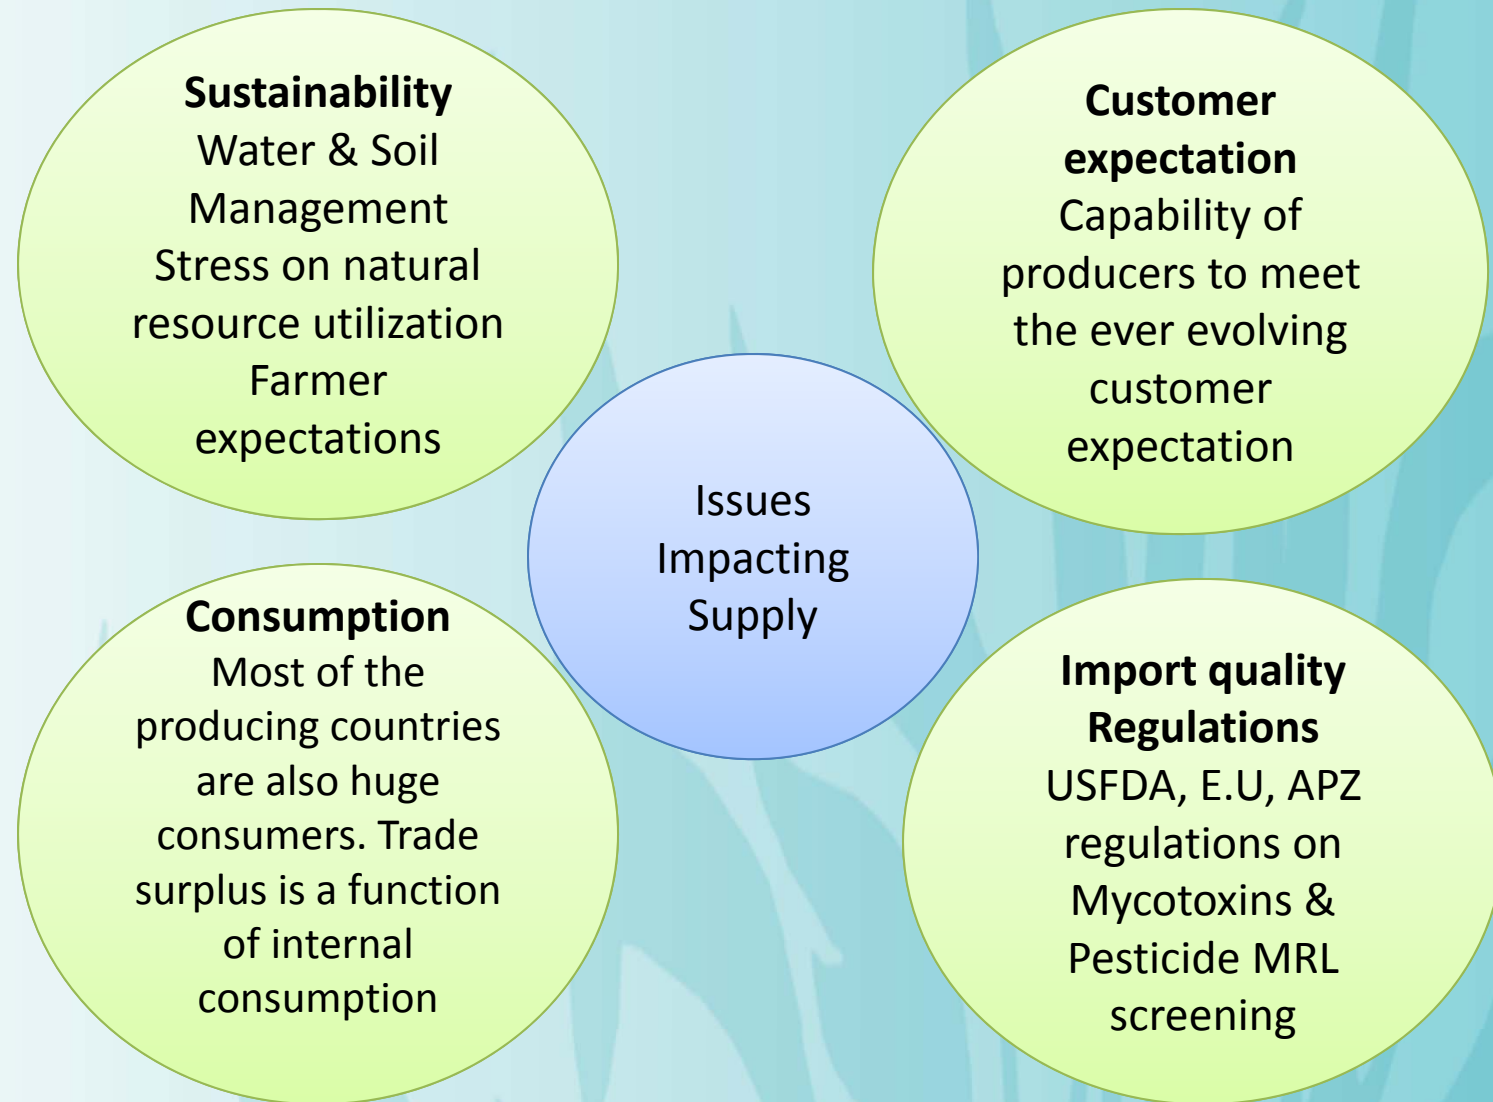 Sustainability
Water & Soil
Management
Stress on natural
resource utilization
Farmer
expectations
Customer
expectation
Capability of
producers to meet
the ever evolving
customer
expectation
Issues
Impacting
Supply
Consumption
Most of the
producing countries
are also huge
consumers. Trade
surplus is a function
of internal
consumption
Import quality
Regulations
USFDA, E.U, APZ
regulations on
Mycotoxins &
Pesticide MRL
screening